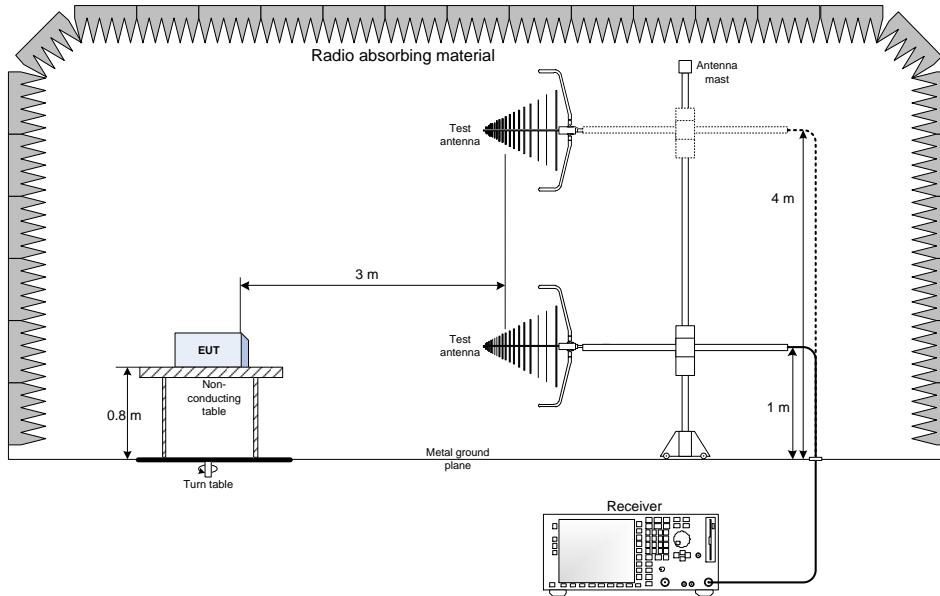 Radio absorbing material
Antenna
mast
Test
antenna
4 m
3 m
Test
antenna
EUT
Non-
conducting
table
0.8 m
1 m
Metal ground
plane
Turn table
Receiver